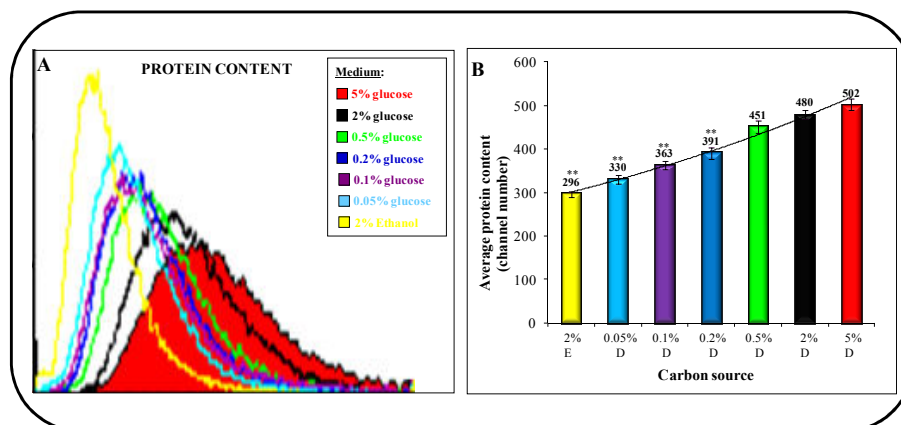 A
PROTEIN CONTENT
Medium:
5% glucose
2% glucose
0.5% glucose
0.2% glucose
0.1% glucose
0.05% glucose
2% Ethanol
B
Average protein content
(channel number)
600
500
400
300
200
100
0
** ** ** **
296 330 363 391 451 480 502
2% 0.05% 0.1% 0.2% 0.5% 2% 5%
E D D D D D D
Carbon source